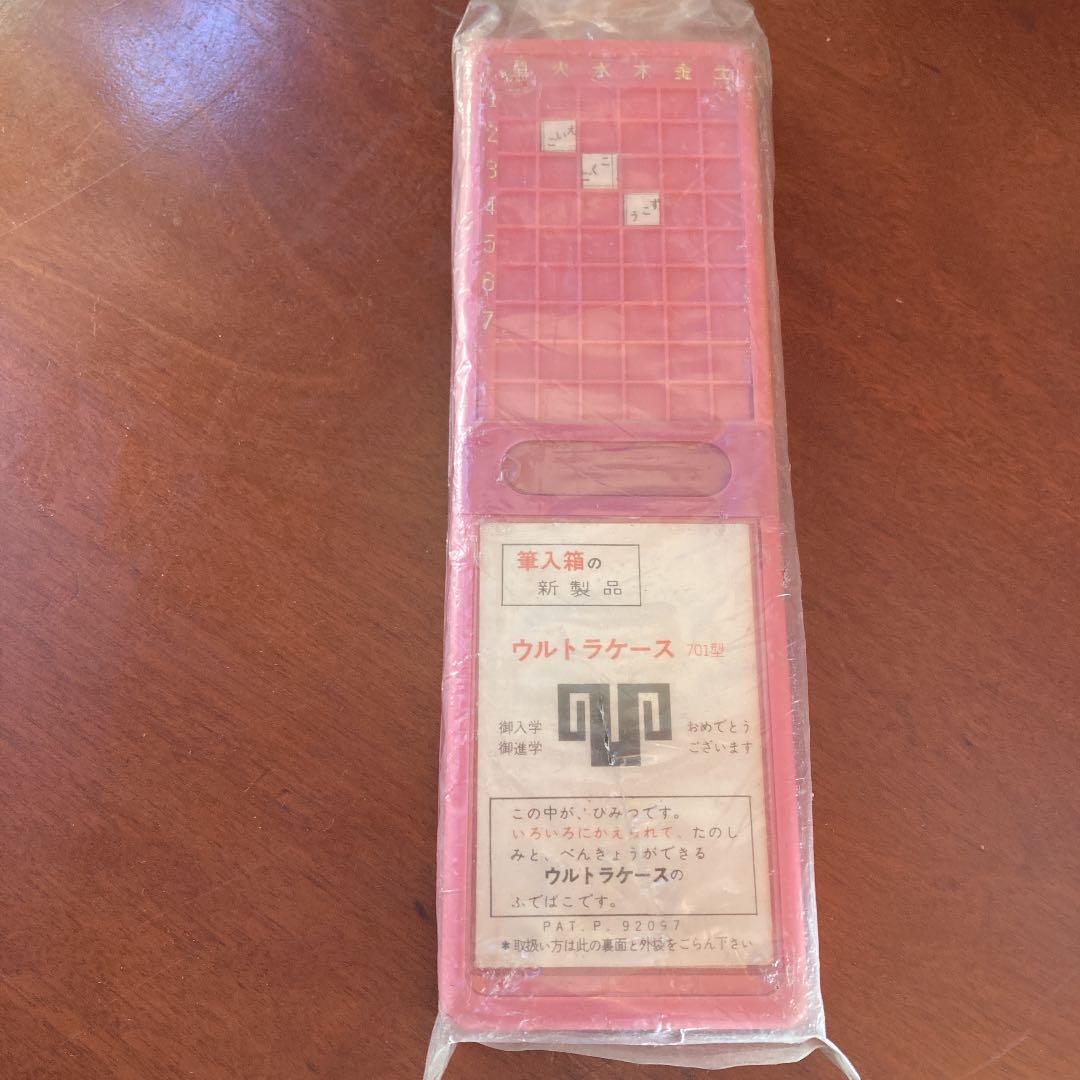 月 火 水 木 金 土
1
2
3
4
5
6
7
こくご
ずこう
筆入箱の
新製品
ウルトラケース 701型
御入学 おめでとう
御進学 ございます
この中が、ひみつです。
いろいろにかえられて、たのし
みと、べんきょうができる
ウルトラケースの
ふでばこです。
PAT.P. 92097
*取扱い方は此の裏面と外袋をごらん下さい